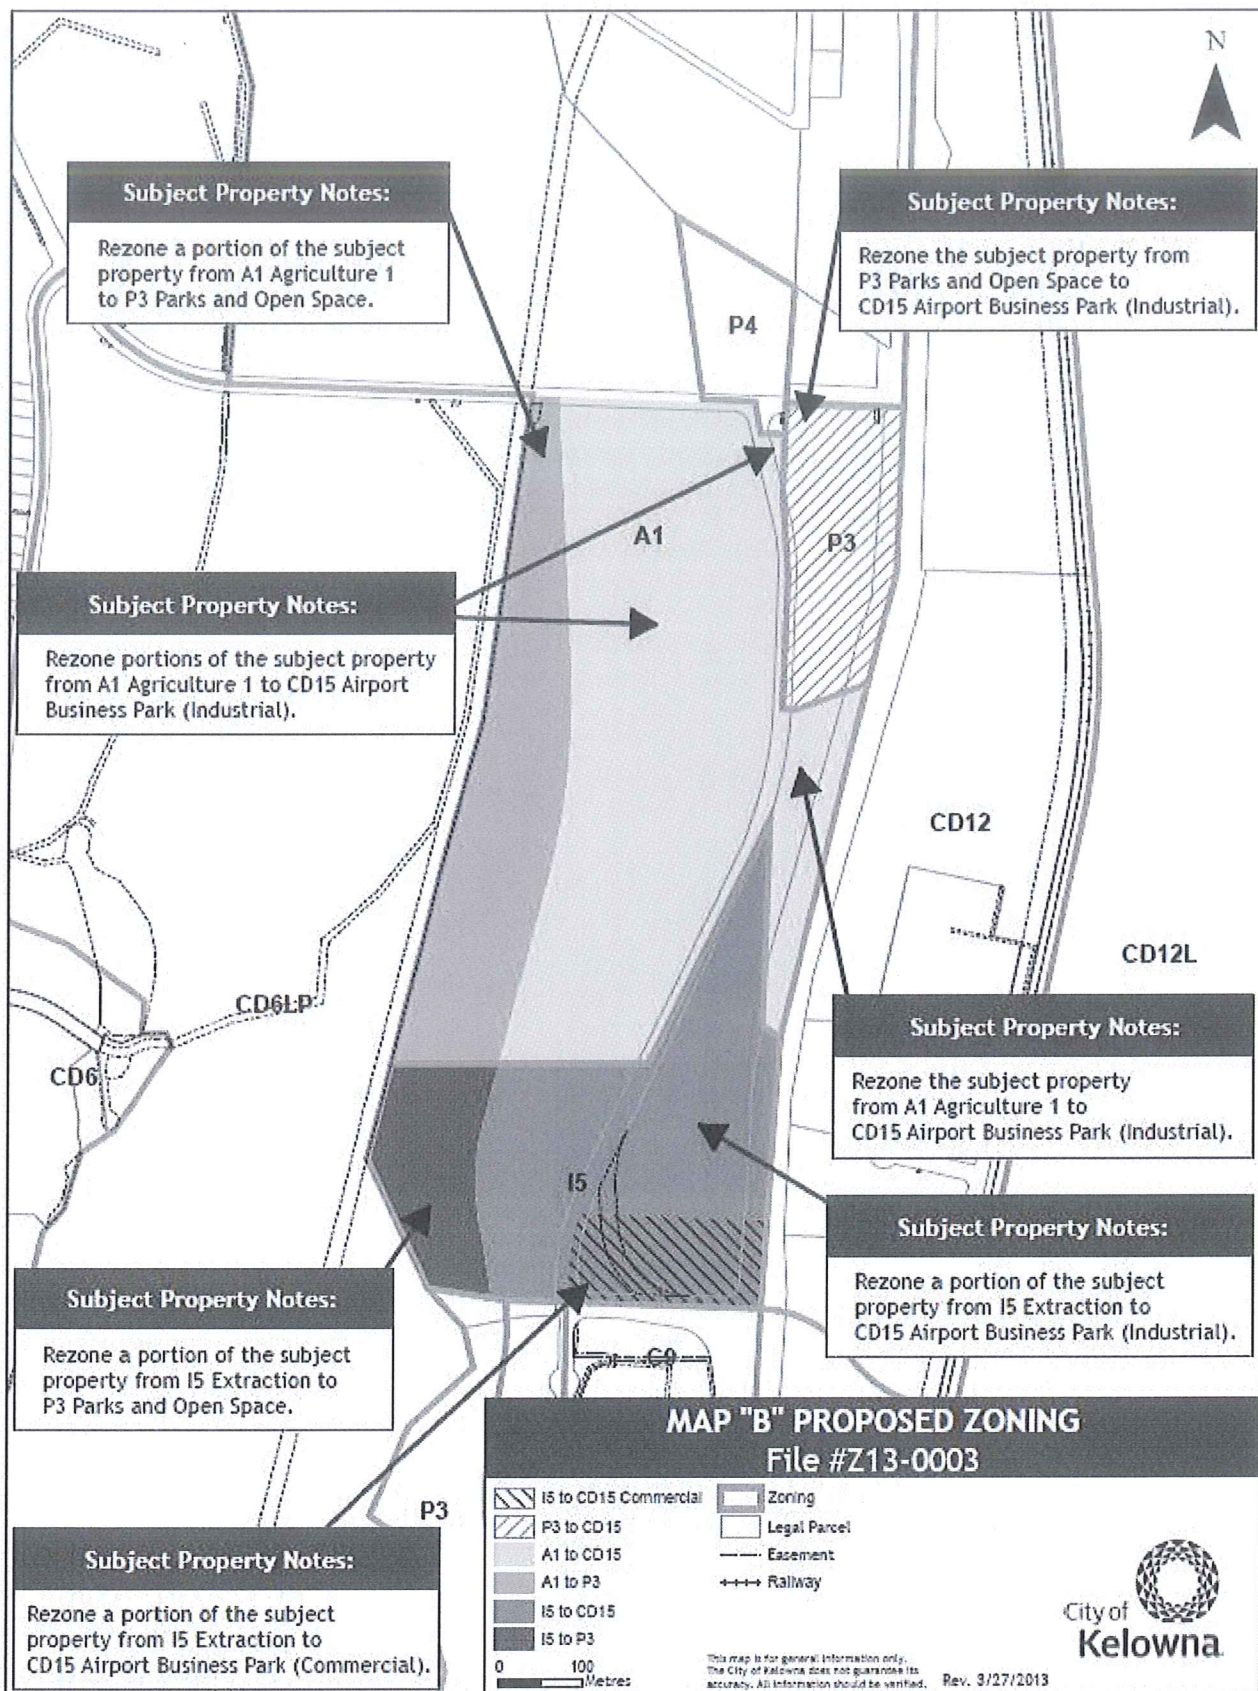 N
Subject Property Notes:
Rezone a portion of the subject
property from A1 Agriculture 1
to P3 Parks and Open Space.
Subject Property Notes:
Rezone the subject property from
P3 Parks and Open Space to
CD15 Airport Business Park (Industrial).
P4
A1
P3
Subject Property Notes:
Rezone portions of the subject property
from A1 Agriculture 1 to CD15 Airport
Business Park (Industrial).
CD12
CD12L
CD6LP
CD6
Subject Property Notes:
Rezone the subject property
from A1 Agriculture 1 to
CD15 Airport Business Park (Industrial).
I5
Subject Property Notes:
Rezone a portion of the subject
property from I5 Extraction to
CD15 Airport Business Park (Industrial).
Subject Property Notes:
Rezone a portion of the subject
property from I5 Extraction to
P3 Parks and Open Space.
C9
P3
Subject Property Notes:
Rezone a portion of the subject
property from I5 Extraction to
CD15 Airport Business Park (Commercial).
MAP "B" PROPOSED ZONING
File #Z13-0003
I5 to CD15 Commercial
P3 to CD15
A1 to CD15
A1 to P3
I5 to CD15
I5 to P3
Zoning
Legal Parcel
Easement
Railway
0 100
Metres
This map is for general information only.
The City of Kelowna does not guarantee its
accuracy. All information should be verified.
Rev. 3/27/2013
City of
Kelowna